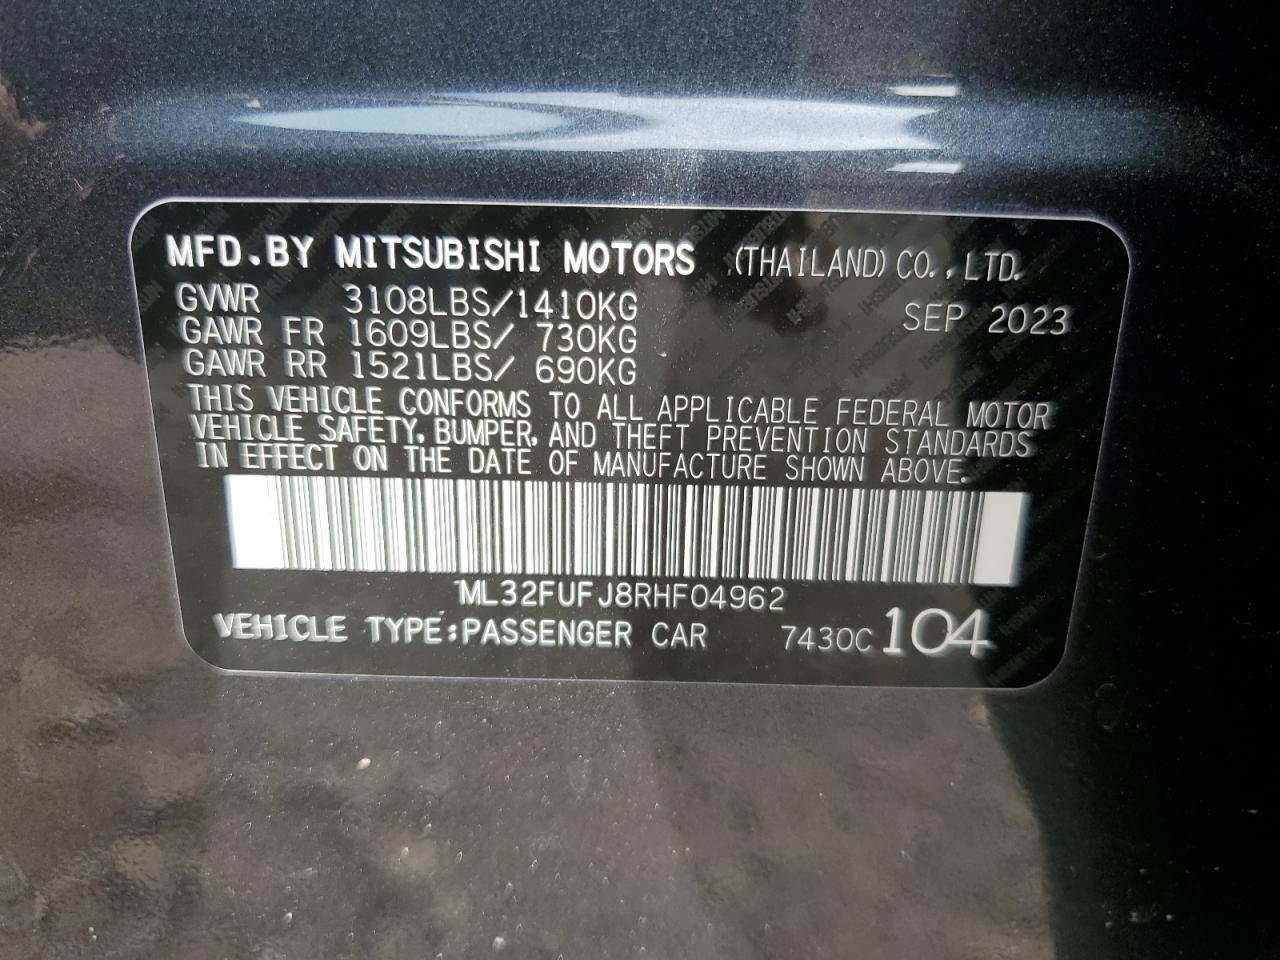 MFD.BY MITSUBISHI MOTORS (THAILAND) CO.,LTD.
GVWR 3108LBS/1410KG SEP 2023
GAWR FR 1609LBS/ 730KG
GAWR RR 1521LBS/ 690KG
THIS VEHICLE CONFORMS TO ALL APPLICABLE FEDERAL MOTOR
VEHICLE SAFETY, BUMPER, AND THEFT PREVENTION STANDARDS
IN EFFECT ON THE DATE OF MANUFACTURE SHOWN ABOVE.
ML32FUFJ8RHF04962
VEHICLE TYPE:PASSENGER CAR 7430C 104